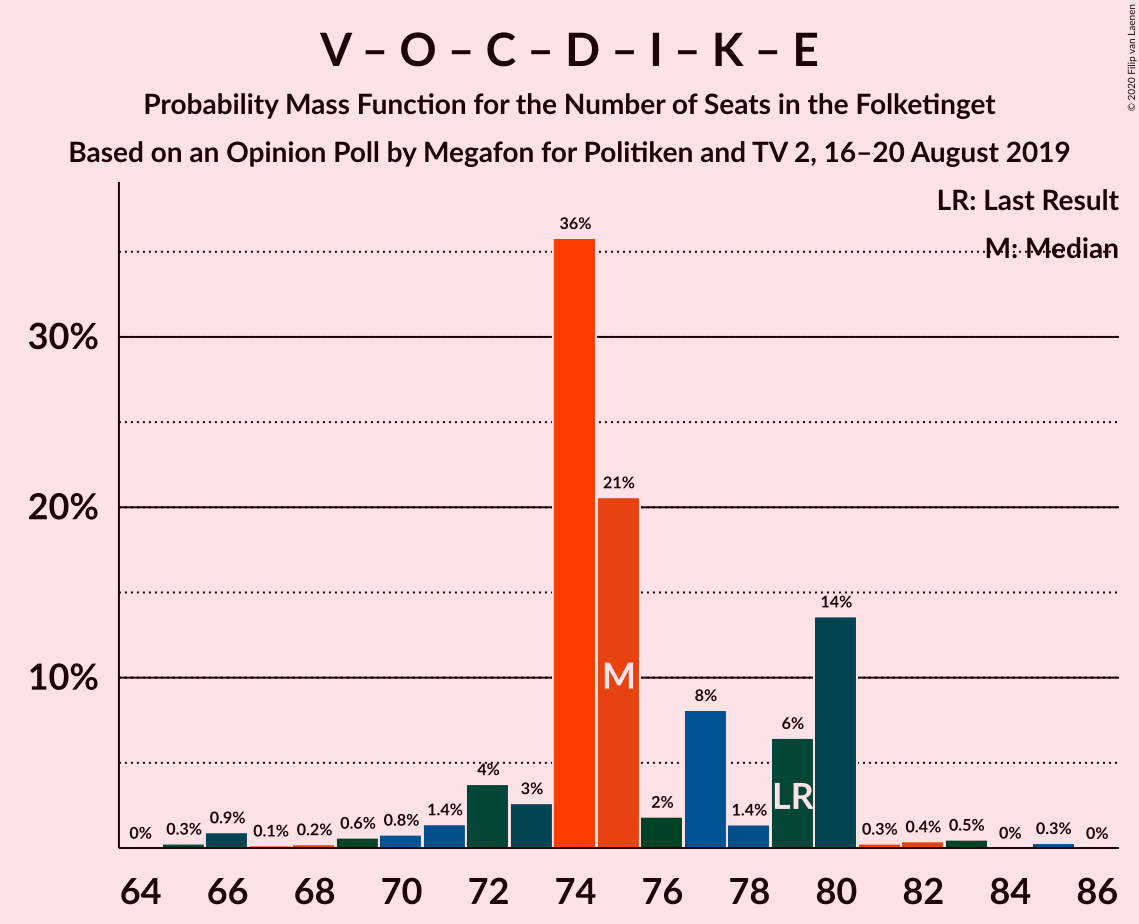 V – O – C – D – I – K – E
Probability Mass Function for the Number of Seats in the Folketinget
Based on an Opinion Poll by Megafon for Politiken and TV 2, 16–20 August 2019
© 2020 Filip van Laenen
LR: Last Result
M: Median
36%
30%
21%
20%
14%
10%
M
8%
6%
LR
4%
3%
2%
1.4%
1.4%
0% 0.3% 0.9% 0.1% 0.2% 0.6% 0.8% 0.3% 0.4% 0.5% 0% 0.3% 0%
64 66 68 70 72 74 76 78 80 82 84 86